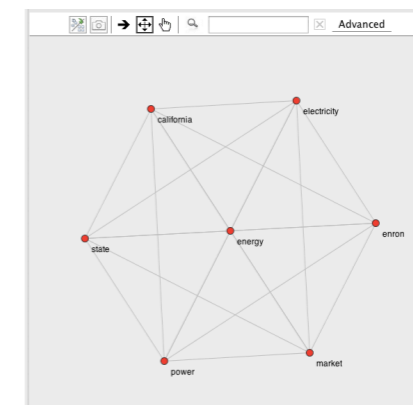 Advanced
california
electricity
enron
energy
state
market
power